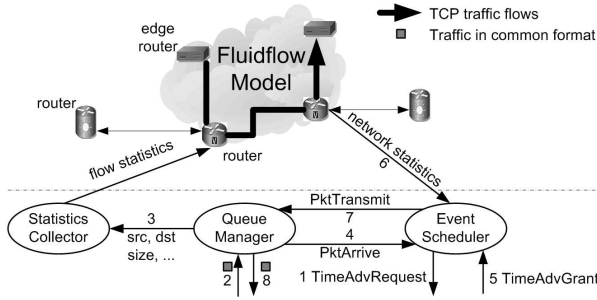 edge
router
TCP traffic flows
Traffic in common format
Fluidflow
Model
router
router
flow statistics
network statistics
6
Statistics
Collector
3
src, dst
size, ...
Queue
Manager
PktTransmit
7
4
PktArrive
Event
Scheduler
2
8
1 TimeAdvRequest
5 TimeAdvGrant